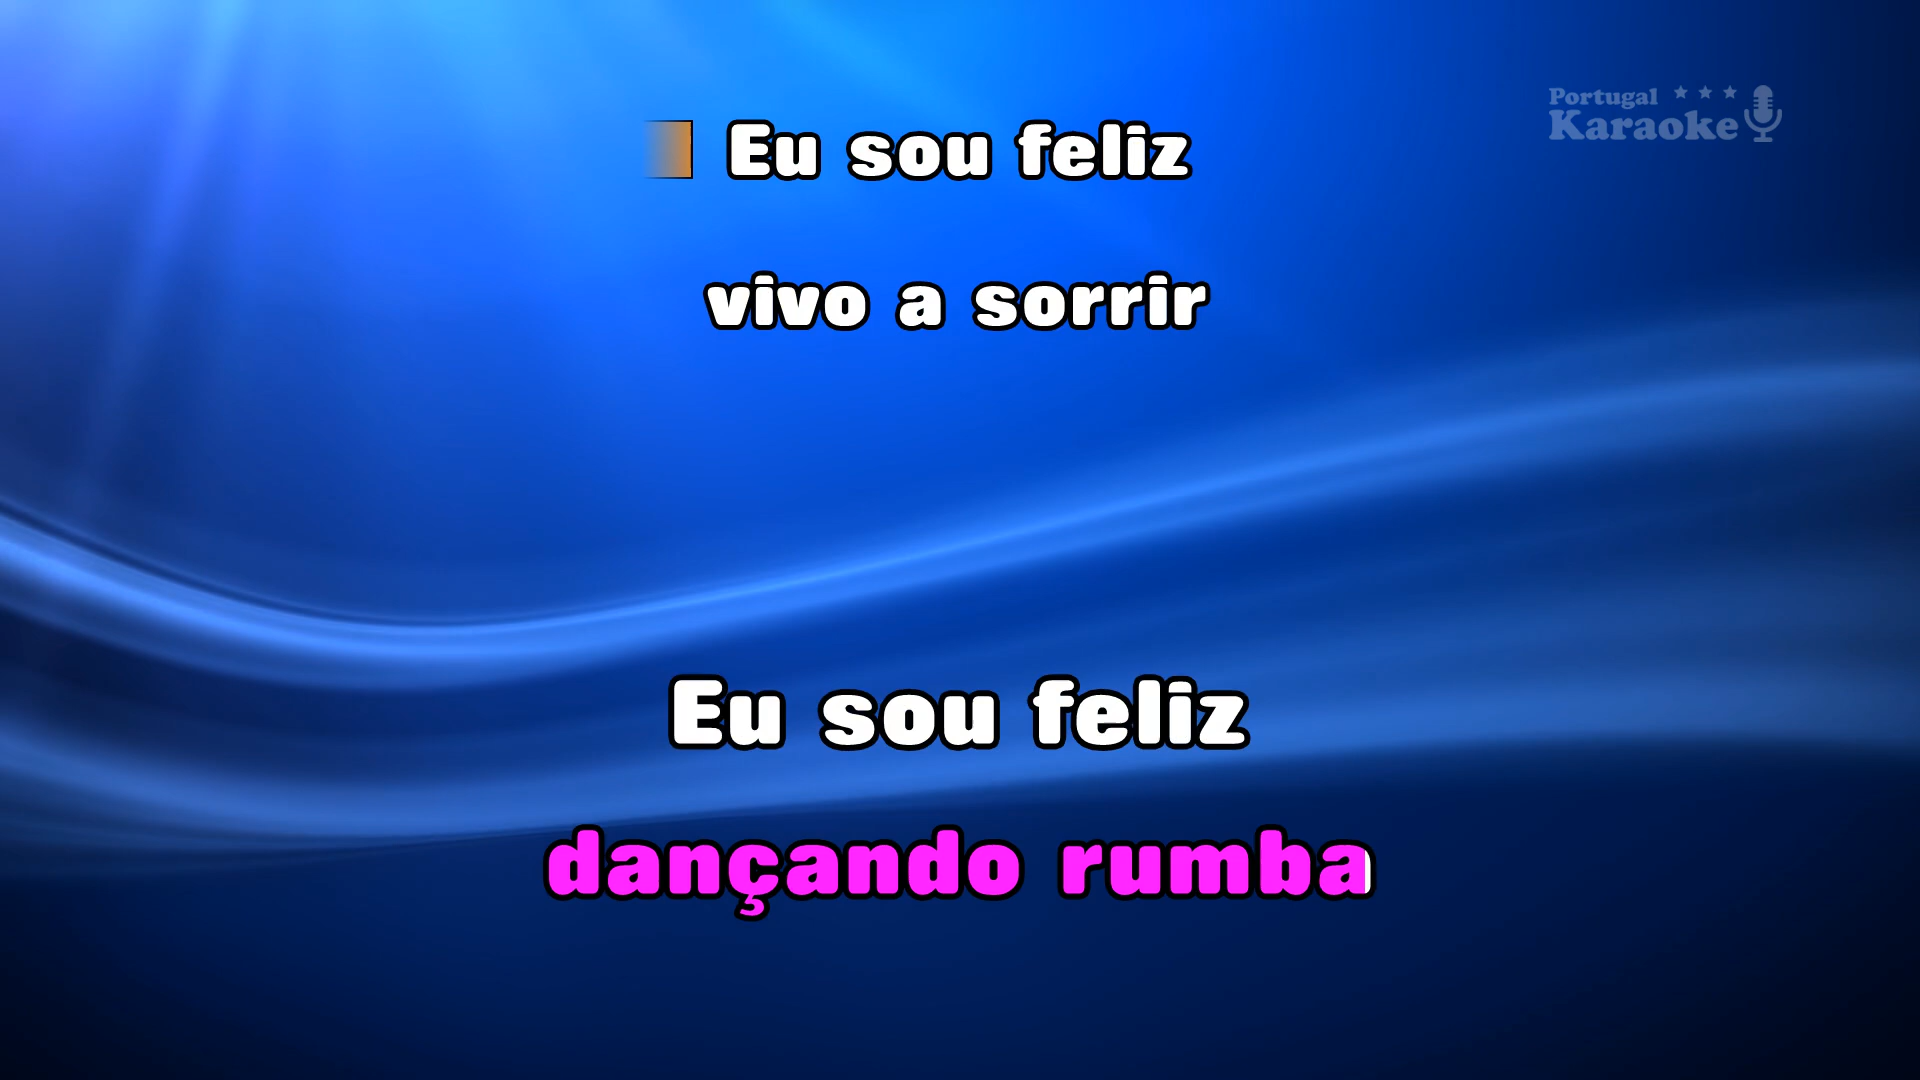 Portugal
Karaoke
Eu sou feliz
vivo a sorrir
Eu sou feliz
dançando rumba